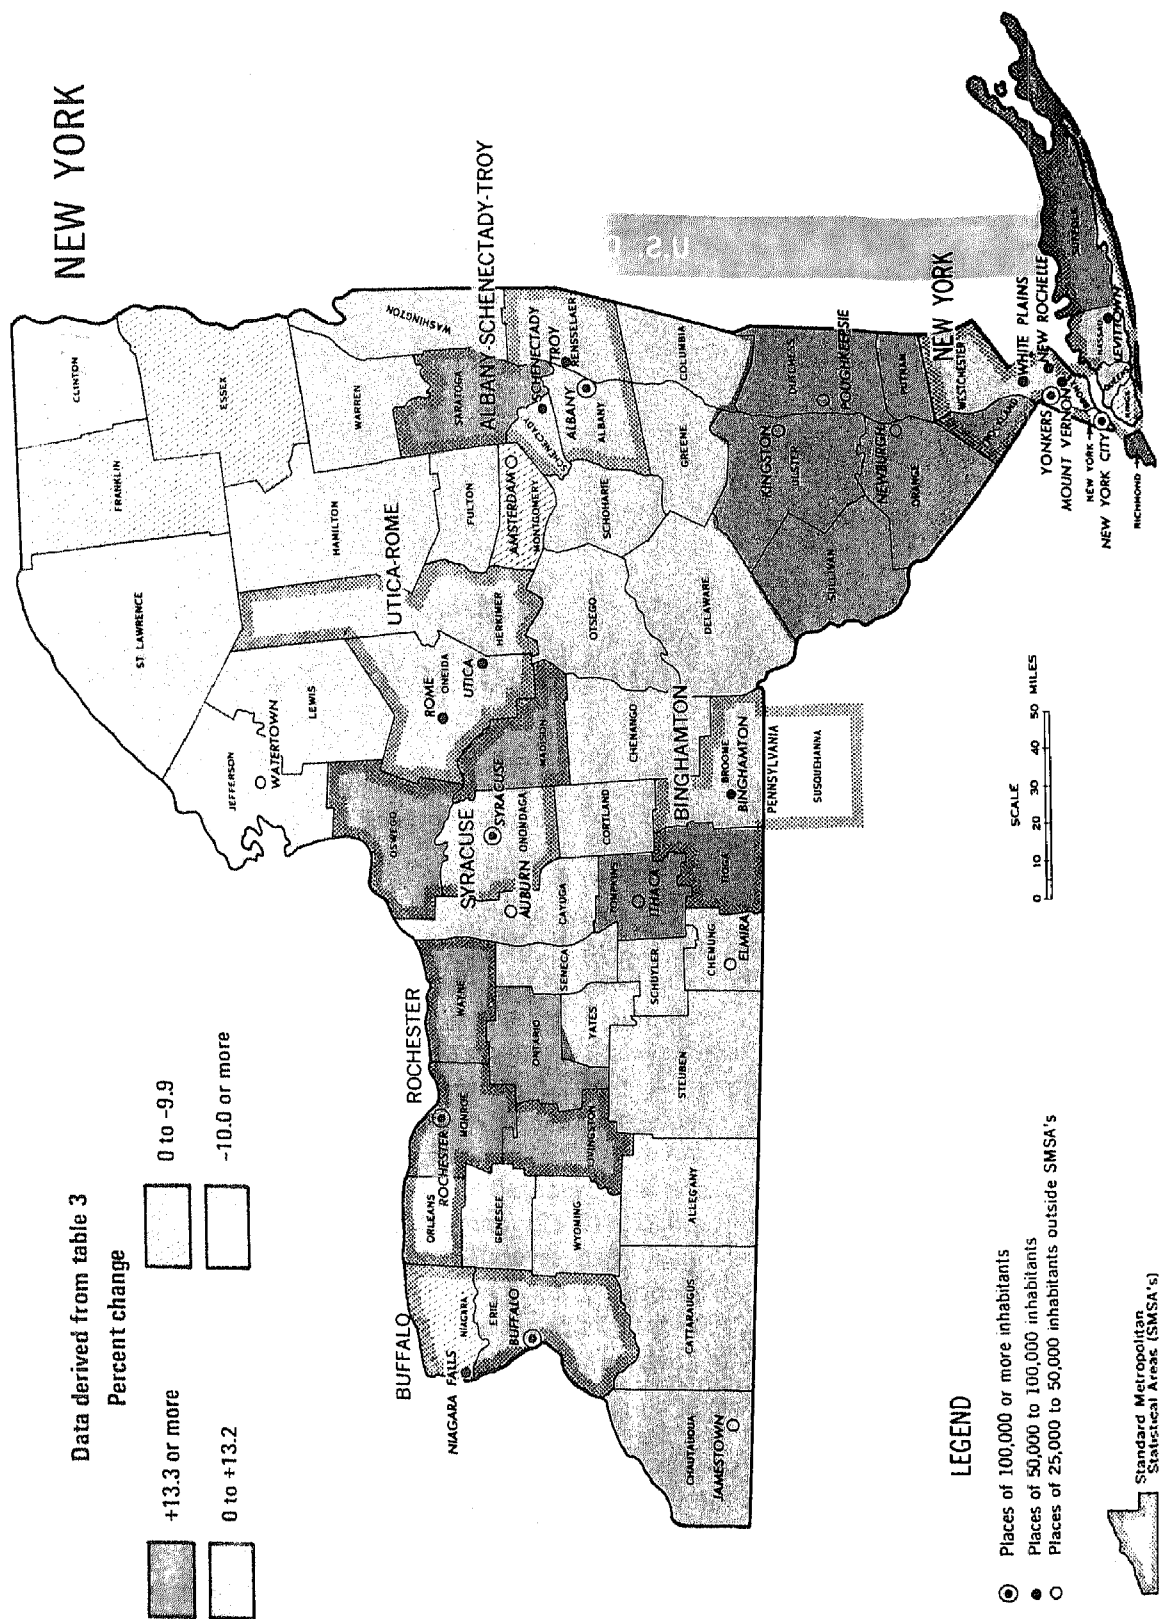 NEW YORK
Data derived from table 3
Percent change
+13.3 or more
0 to +13.2
0 to -9.9
-10.0 or more
CLINTON
FRANKLIN
ESSEX
ST LAWRENCE
JEFFERSON
WATERTOWN
LEWIS
HAMILTON
WARREN
WASHINGTON
UTICA-ROME
HERKIMER
ROME
ONEIDA
UTICA
FULTON
AMSTERDAM
MONTGOMERY
SARATOGA
ALBANY-SCHENECTADY-TROY
SCHENECTADY
SCHENECTADY
TROY
RENSSELAER
ALBANY
ALBANY
SCHOHARIE
OTSEGO
GREENE
COLUMBIA
DELAWARE
OSWEGO
SYRACUSE
SYRACUSE
ONONDAGA
MADISON
AUBURN
CAYUGA
CORTLAND
CHENANGO
ROCHESTER
WAYNE
ROCHESTER
MONROE
ONTARIO
SENECA
YATES
LIVINGSTON
SCHUYLER
TOMPKINS
ITHACA
TIOGA
CHEMUNG
ELMIRA
STEUBEN
BINGHAMTON
BROOME
BINGHAMTON
PENNSYLVANIA
SUSQUEHANNA
BUFFALO
ORLEANS
NIAGARA
NIAGARA FALLS
ERIE
BUFFALO
GENESEE
WYOMING
ALLEGANY
CATTARAUGUS
CHAUTAUQUA
JAMESTOWN
KINGSTON
ULSTER
SULLIVAN
DUTCHESS
POUGHKEEPSIE
NEWBURGH
ORANGE
PUTNAM
NEW YORK
WESTCHESTER
ROCKLAND
WHITE PLAINS
NEW ROCHELLE
YONKERS
MOUNT VERNON
NEW YORK
NEW YORK CITY
RICHMOND
QUEENS
NASSAU
LEVITTOWN
SUFFOLK
SCALE
0 10 20 30 40 50 MILES
LEGEND
Places of 100,000 or more inhabitants
Places of 50,000 to 100,000 inhabitants
Places of 25,000 to 50,000 inhabitants outside SMSA's
Standard Metropolitan
Statistical Areas (SMSA's)